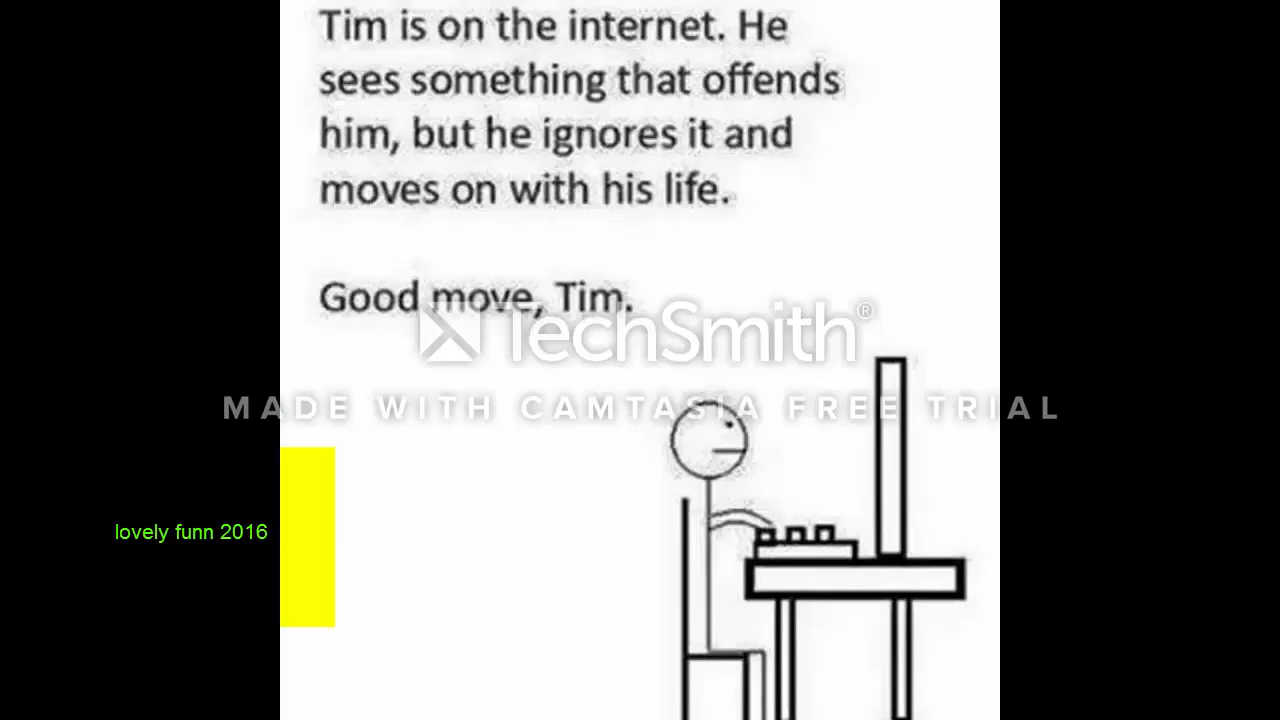 Tim is on the internet. He
sees something that offends
him, but he ignores it and
moves on with his life.
Good move, Tim.
TechSmith®
MADE WITH CAMTASIA FREE TRIAL
lovely funn 2016